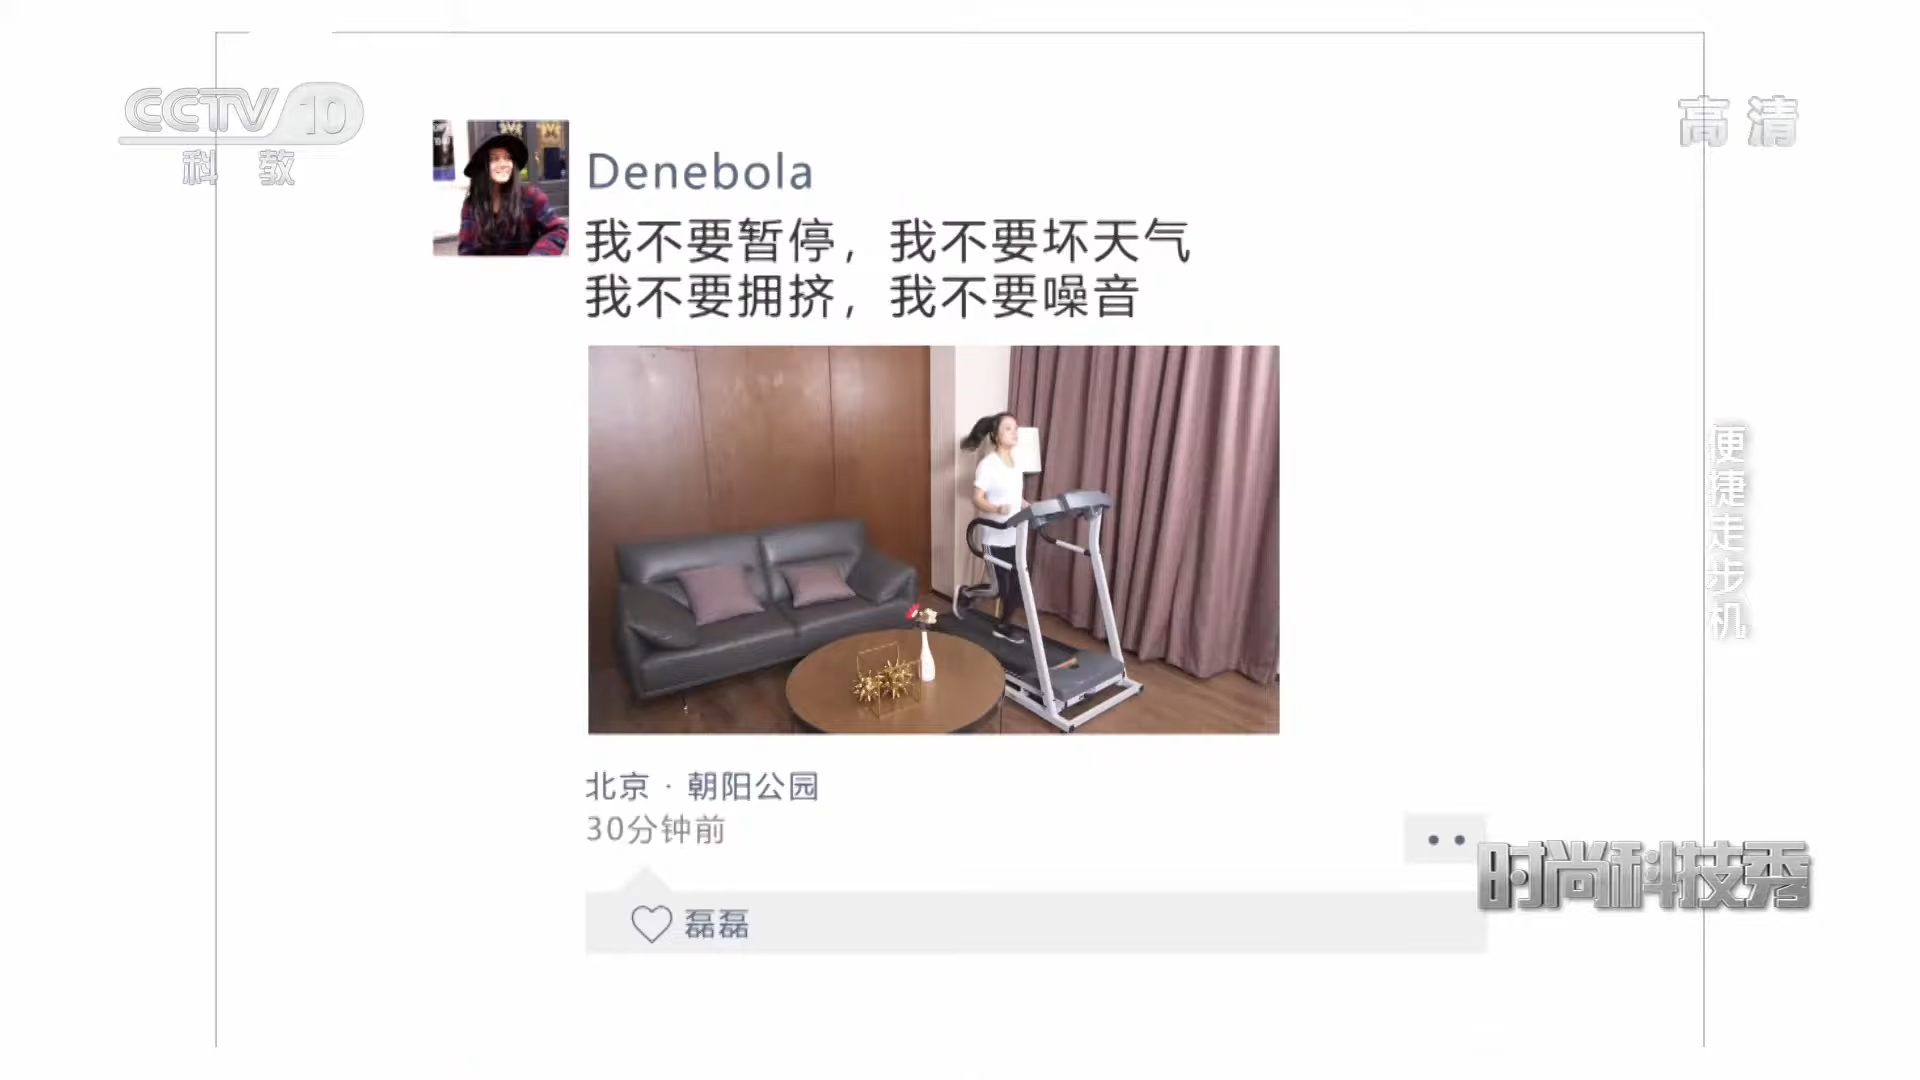 CCTV 10
科 教
高 清
Denebola
我不要暂停，我不要坏天气
我不要拥挤，我不要噪音
北京 · 朝阳公园
30分钟前
磊磊
便捷走步机
时尚科技秀